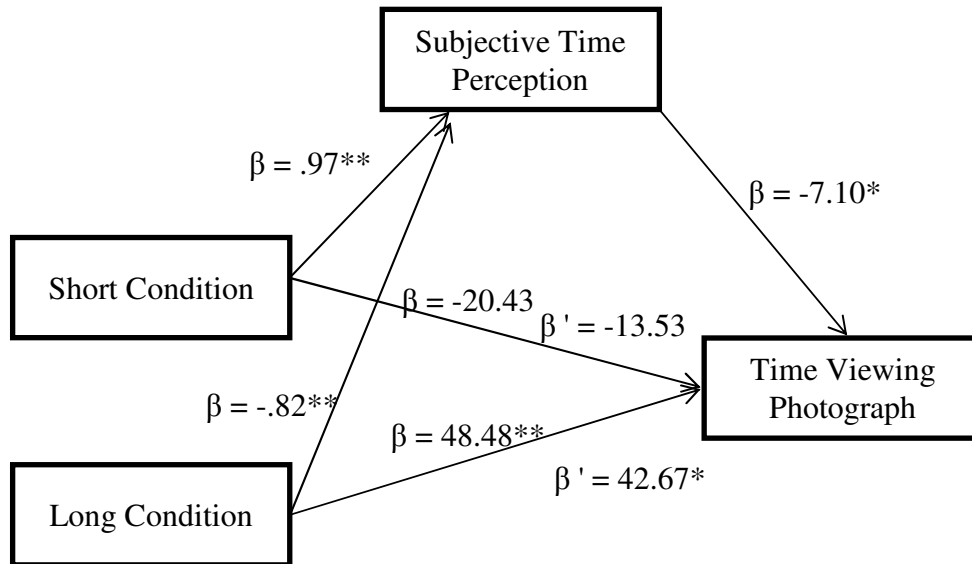 Subjective Time
Perception
β = .97**
β = -7.10*
Short Condition
β = -20.43
β ' = -13.53
Time Viewing
Photograph
β = -.82**
β = 48.48**
β ' = 42.67*
Long Condition